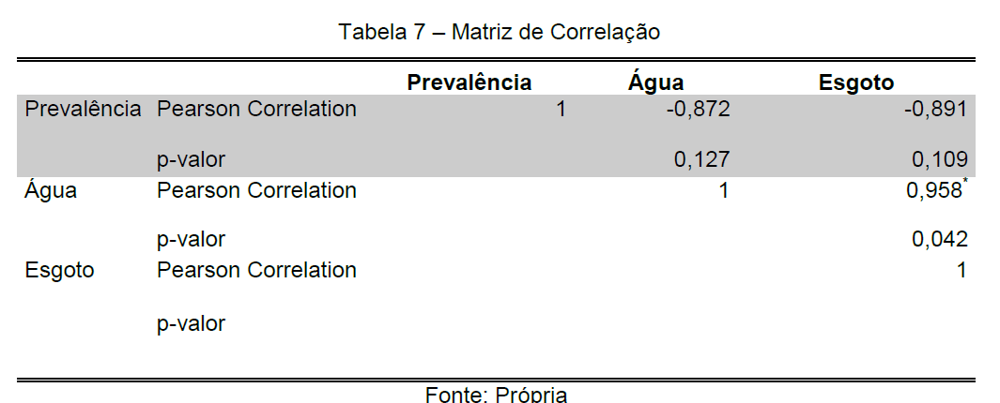 Tabela 7 – Matriz de Correlação
Prevalência Água Esgoto
Prevalência Pearson Correlation 1 -0,872 -0,891
p-valor 0,127 0,109
Água Pearson Correlation 1 0,958*
p-valor 0,042
Esgoto Pearson Correlation 1
p-valor
Fonte: Própria